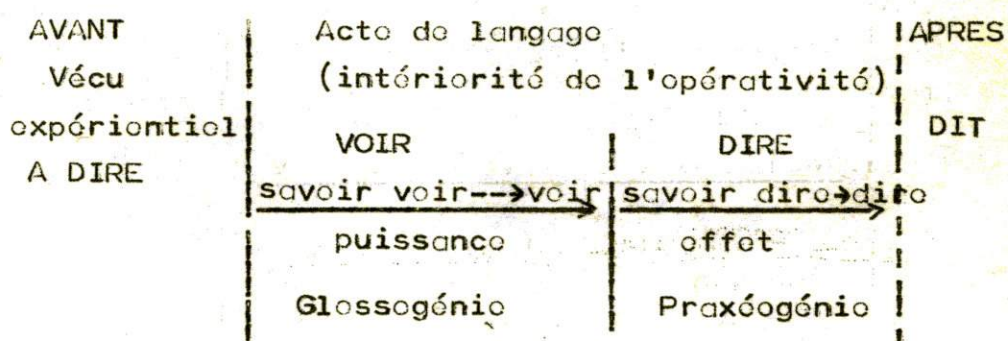 AVANT Acte de langage APRES
Vécu (intériorité de l'opérativité)
expérientiel DIT
VOIR DIRE
A DIRE
savoir voir-->voir savoir dire→dire
puissance effet
Glossogénie Praxéogénie